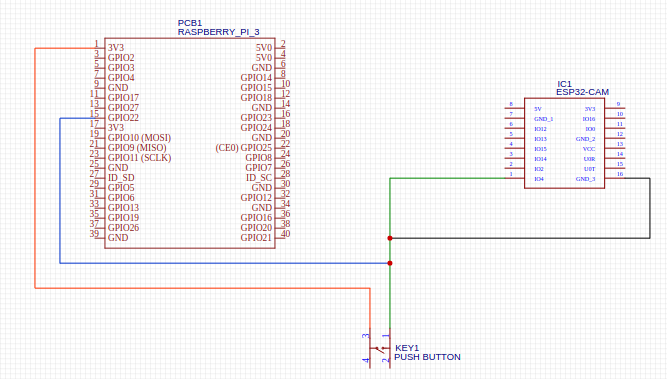 PCB1
RASPBERRY_PI_3
1 3V3 5V0 2
3 GPIO2 5V0 4
5 GPIO3 GND 6
7 GPIO4 GPIO14 8
9 GND GPIO15 10
11 GPIO17 GPIO18 12
13 GPIO27 GND 14
15 GPIO22 GPIO23 16
17 3V3 GPIO24 18
19 GPIO10 (MOSI) GND 20
21 GPIO9 (MISO) (CE0) GPIO25 22
23 GPIO11 (SCLK) GPIO8 24
25 GND GPIO7 26
27 ID_SD ID_SC 28
29 GPIO5 GND 30
31 GPIO6 GPIO12 32
33 GPIO13 GND 34
35 GPIO19 GPIO16 36
37 GPIO26 GPIO20 38
39 GND GPIO21 40
IC1
ESP32-CAM
8 5V 3V3 9
7 GND_1 IO16 10
6 IO12 IO0 11
5 IO13 GND_2 12
4 IO15 VCC 13
3 IO14 U0R 14
2 IO2 U0T 15
1 IO4 GND_3 16
3 1
4 2
KEY1
PUSH BUTTON